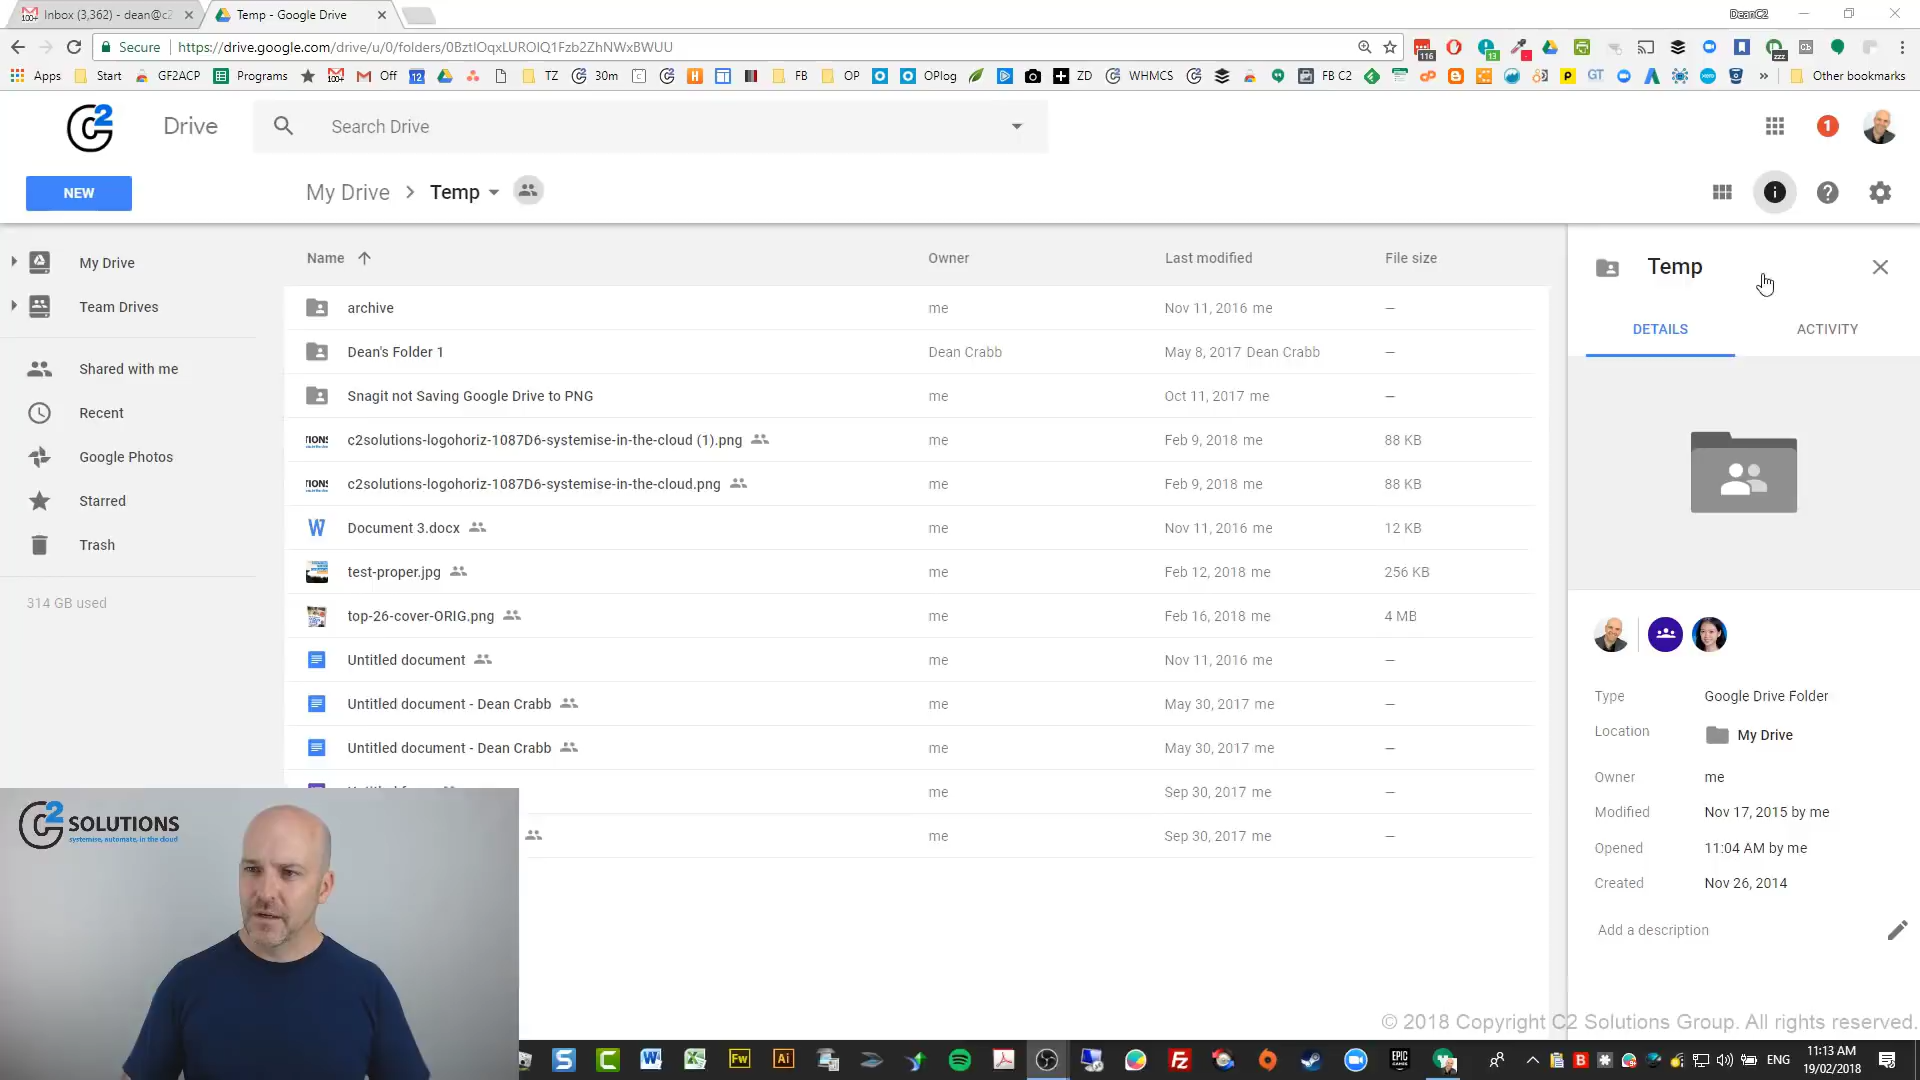 Inbox (3,362) - dean@c2
Temp - Google Drive
DeanC2
Secure
https://drive.google.com/drive/u/0/folders/0BztIOqxLUROIQ1Fzb2ZhNWxBWUU
Apps Start GF2ACP Programs Off TZ 30m FB OP OPlog ZD WHMCS FB C2 GT » Other bookmarks
Drive
Search Drive
1
NEW
My Drive > Temp
My Drive
Team Drives
Shared with me
Recent
Google Photos
Starred
Trash
314 GB used
Name Owner Last modified File size
archive me Nov 11, 2016 me –
Dean's Folder 1 Dean Crabb May 8, 2017 Dean Crabb –
Snagit not Saving Google Drive to PNG me Oct 11, 2017 me –
c2solutions-logohoriz-1087D6-systemise-in-the-cloud (1).png me Feb 9, 2018 me 88 KB
c2solutions-logohoriz-1087D6-systemise-in-the-cloud.png me Feb 9, 2018 me 88 KB
Document 3.docx me Nov 11, 2016 me 12 KB
test-proper.jpg me Feb 12, 2018 me 256 KB
top-26-cover-ORIG.png me Feb 16, 2018 me 4 MB
Untitled document me Nov 11, 2016 me –
Untitled document - Dean Crabb me May 30, 2017 me –
Untitled document - Dean Crabb me May 30, 2017 me –
me Sep 30, 2017 me –
me Sep 30, 2017 me –
Temp
DETAILS ACTIVITY
Type Google Drive Folder
Location My Drive
Owner me
Modified Nov 17, 2015 by me
Opened 11:04 AM by me
Created Nov 26, 2014
Add a description
C2 SOLUTIONS
systemise, automate, in the cloud
© 2018 Copyright C2 Solutions Group. All rights reserved.
ENG
11:13 AM
19/02/2018